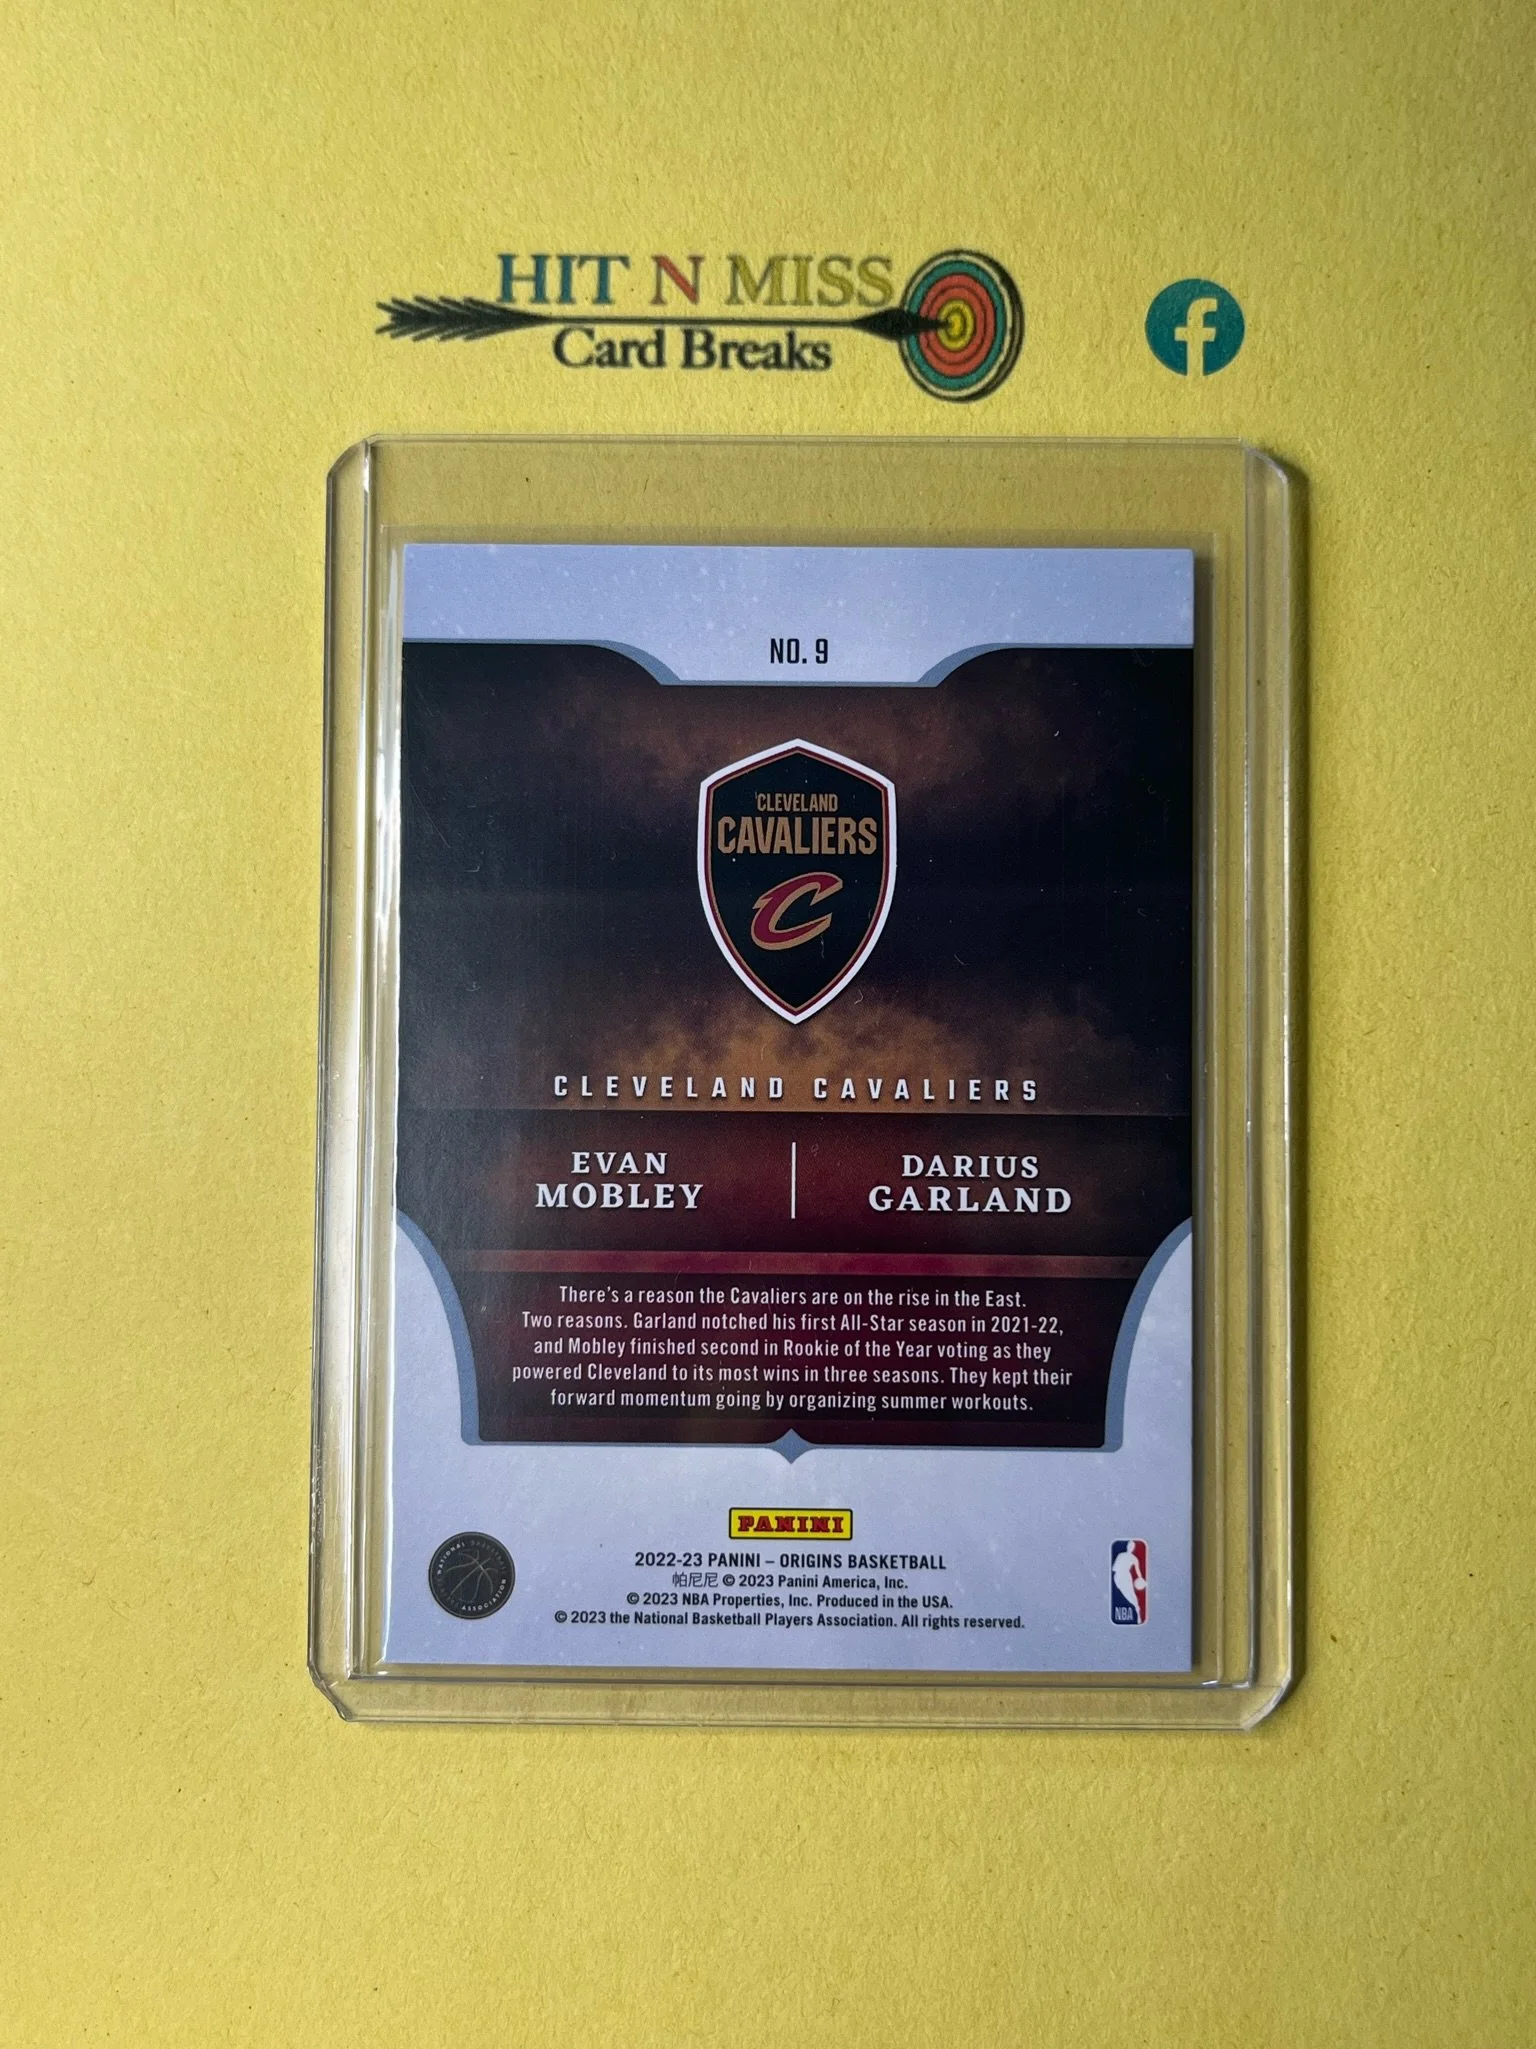 HIT N MISS
Card Breaks
f
NO. 9
CLEVELAND
CAVALIERS
C
CLEVELAND CAVALIERS
EVAN
MOBLEY
DARIUS
GARLAND
There's a reason the Cavaliers are on the rise in the East.
Two reasons. Garland notched his first All-Star season in 2021-22,
and Mobley finished second in Rookie of the Year voting as they
powered Cleveland to its most wins in three seasons. They kept their
forward momentum going by organizing summer workouts.
PANINI
2022-23 PANINI – ORIGINS BASKETBALL
帕尼尼 © 2023 Panini America, Inc.
© 2023 NBA Properties, Inc. Produced in the USA.
© 2023 the National Basketball Players Association. All rights reserved.
NATIONAL BASKETBALL
ASSOCIATION
NBA